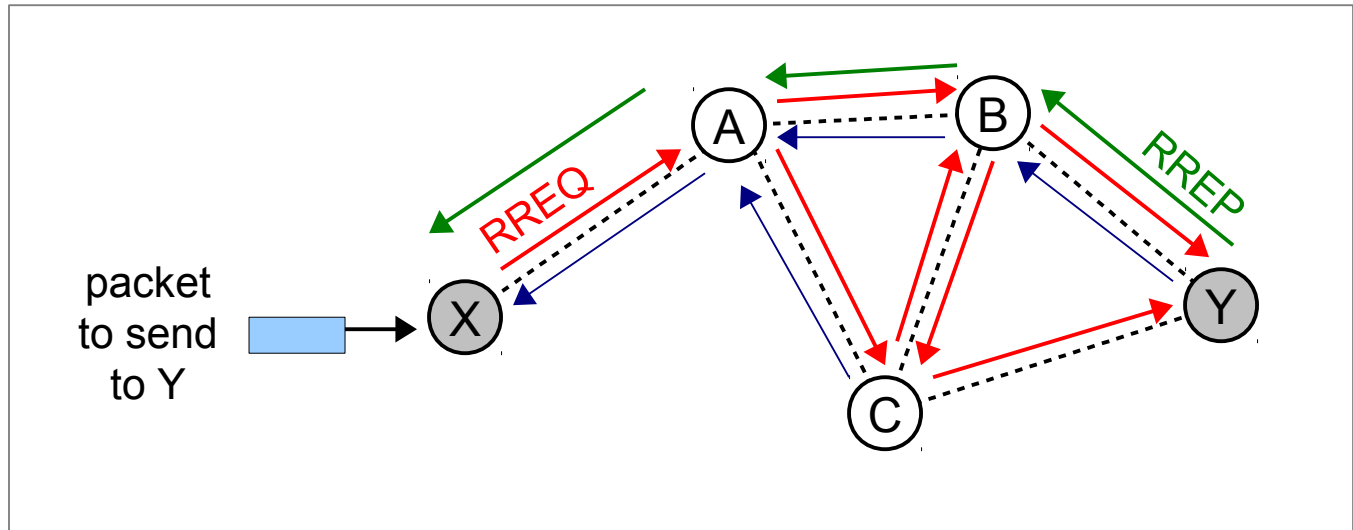 packet
to send
to Y
X
RREQ
A
B
RREP
C
Y